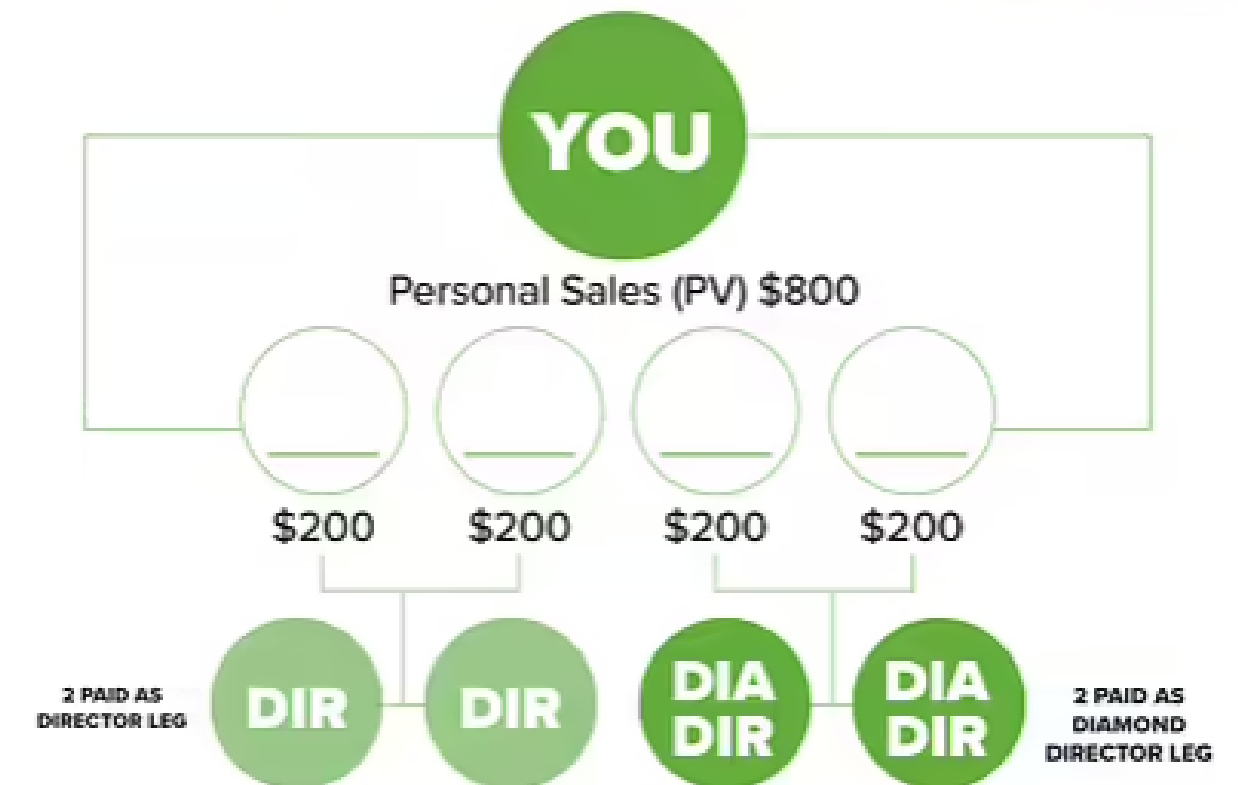 YOU
Personal Sales (PV) $800
$200 $200 $200 $200
2 PAID AS
DIRECTOR LEG
DIR
DIR
DIA
DIR
DIA
DIR
2 PAID AS
DIAMOND
DIRECTOR LEG